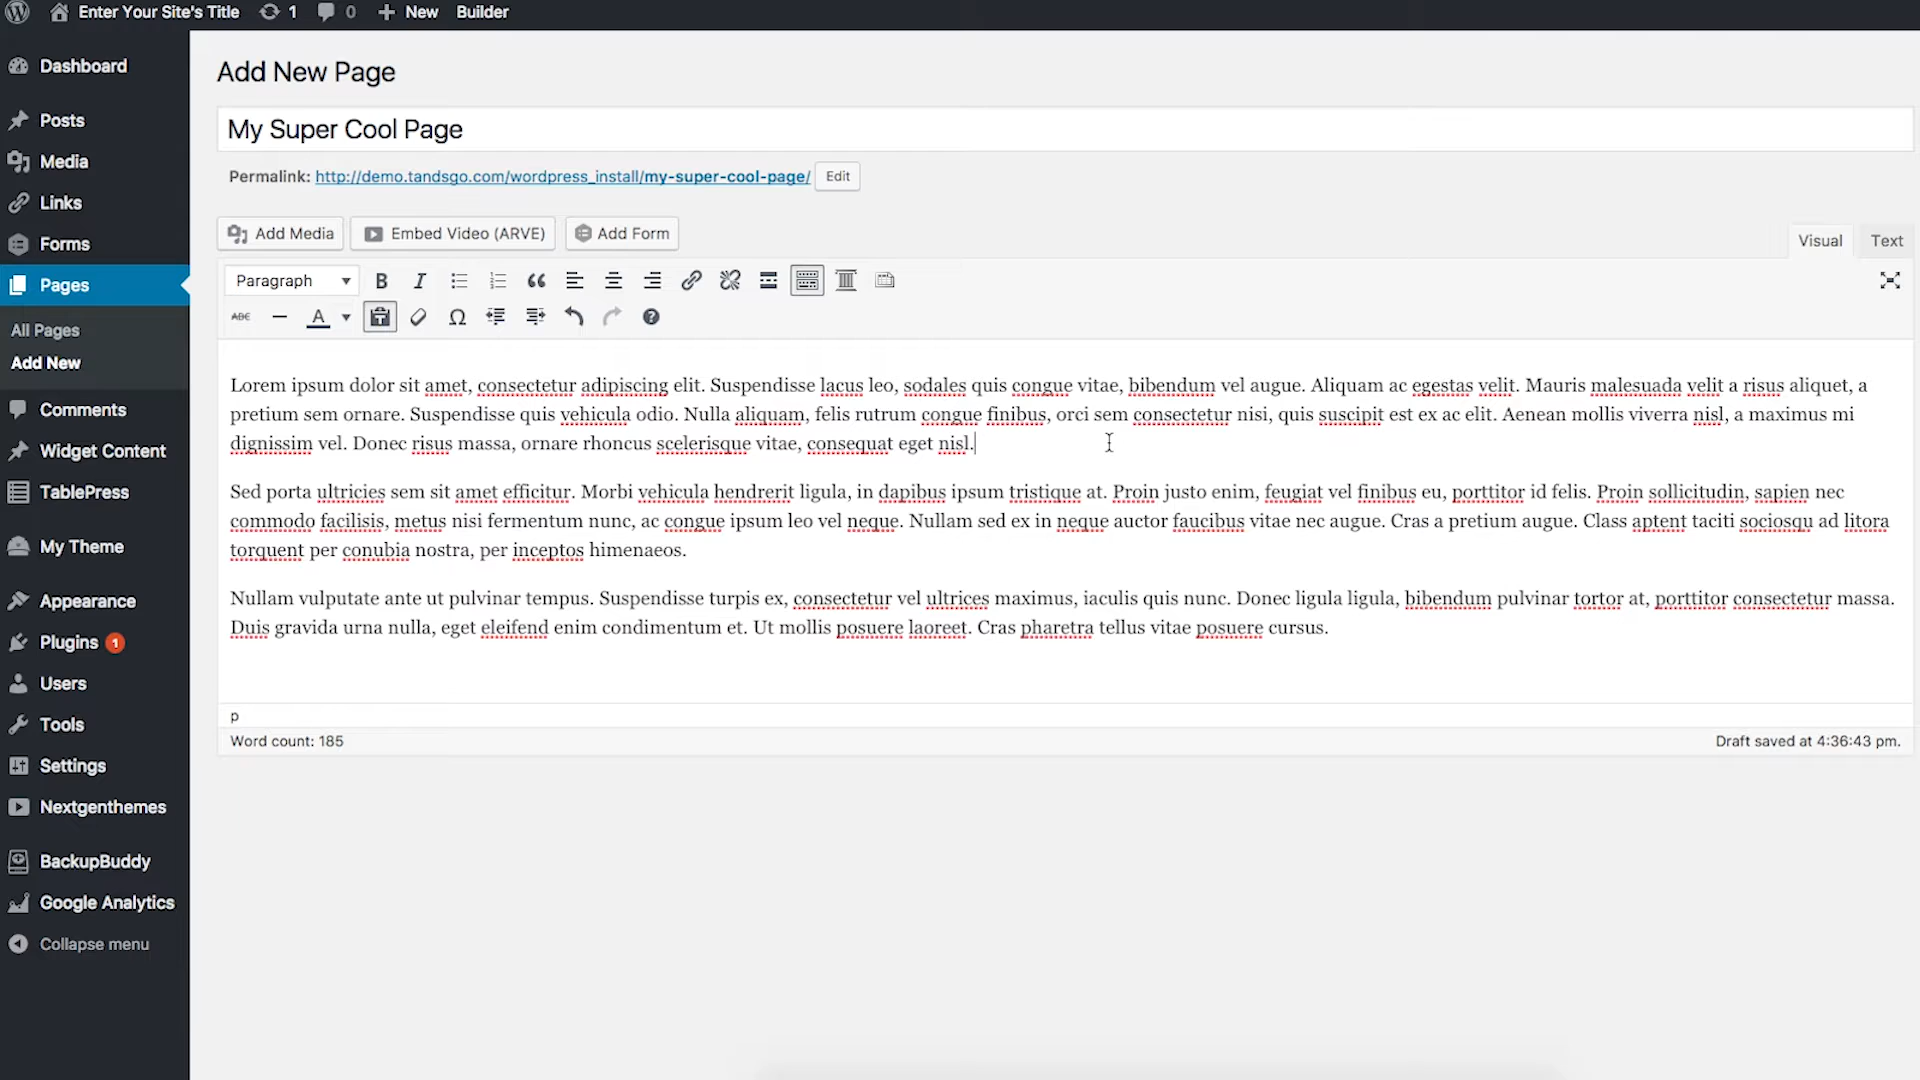 Enter Your Site's Title 1 0 New Builder
Dashboard
Posts
Media
Links
Forms
Pages
All Pages
Add New
Comments
Widget Content
TablePress
My Theme
Appearance
Plugins 1
Users
Tools
Settings
Nextgenthemes
BackupBuddy
Google Analytics
Collapse menu
Add New Page
My Super Cool Page
Permalink: http://demo.tandsgo.com/wordpress_install/my-super-cool-page/ Edit
Add Media Embed Video (ARVE) Add Form
Visual Text
Paragraph B I
ABC A Ω
Lorem ipsum dolor sit amet, consectetur adipiscing elit. Suspendisse lacus leo, sodales quis congue vitae, bibendum vel augue. Aliquam ac egestas velit. Mauris malesuada velit a risus aliquet, a
pretium sem ornare. Suspendisse quis vehicula odio. Nulla aliquam, felis rutrum congue finibus, orci sem consectetur nisi, quis suscipit est ex ac elit. Aenean mollis viverra nisl, a maximus mi
dignissim vel. Donec risus massa, ornare rhoncus scelerisque vitae, consequat eget nisl.
Sed porta ultricies sem sit amet efficitur. Morbi vehicula hendrerit ligula, in dapibus ipsum tristique at. Proin justo enim, feugiat vel finibus eu, porttitor id felis. Proin sollicitudin, sapien nec
commodo facilisis, metus nisi fermentum nunc, ac congue ipsum leo vel neque. Nullam sed ex in neque auctor faucibus vitae nec augue. Cras a pretium augue. Class aptent taciti sociosqu ad litora
torquent per conubia nostra, per inceptos himenaeos.
Nullam vulputate ante ut pulvinar tempus. Suspendisse turpis ex, consectetur vel ultrices maximus, iaculis quis nunc. Donec ligula ligula, bibendum pulvinar tortor at, porttitor consectetur massa.
Duis gravida urna nulla, eget eleifend enim condimentum et. Ut mollis posuere laoreet. Cras pharetra tellus vitae posuere cursus.
p
Word count: 185
Draft saved at 4:36:43 pm.